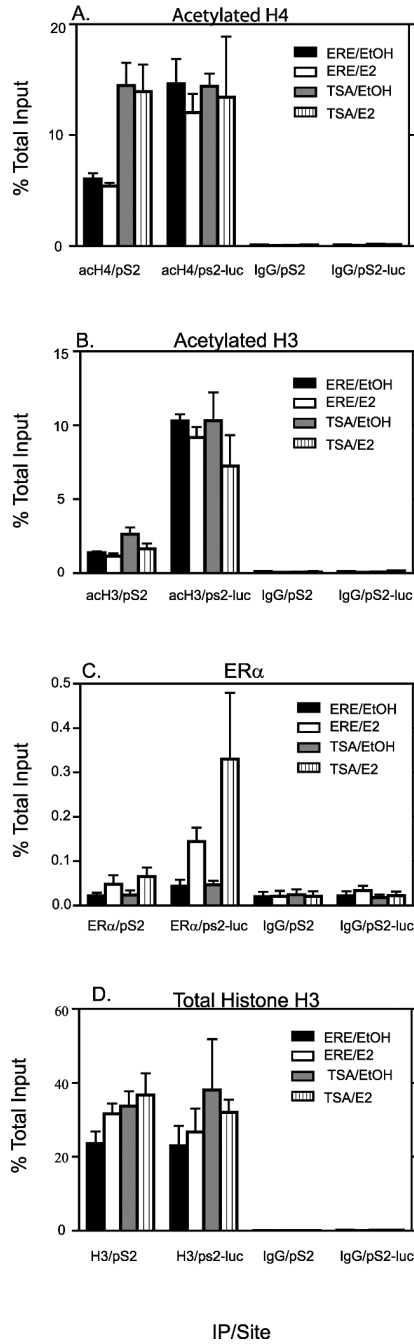 A. Acetylated H4
% Total Input
20
10
0
ERE/EtOH
ERE/E2
TSA/EtOH
TSA/E2
acH4/pS2 acH4/ps2-luc IgG/pS2 IgG/pS2-luc
B. Acetylated H3
% Total Input
15
10
5
0
ERE/EtOH
ERE/E2
TSA/EtOH
TSA/E2
acH3/pS2 acH3/ps2-luc IgG/pS2 IgG/pS2-luc
C. ERα
% Total Input
0.5
0.4
0.3
0.2
0.1
0.0
ERE/EtOH
ERE/E2
TSA/EtOH
TSA/E2
ERα/pS2 ERα/ps2-luc IgG/pS2 IgG/pS2-luc
D. Total Histone H3
% Total Input
60
40
20
0
ERE/EtOH
ERE/E2
TSA/EtOH
TSA/E2
H3/pS2 H3/ps2-luc IgG/pS2 IgG/pS2-luc
IP/Site